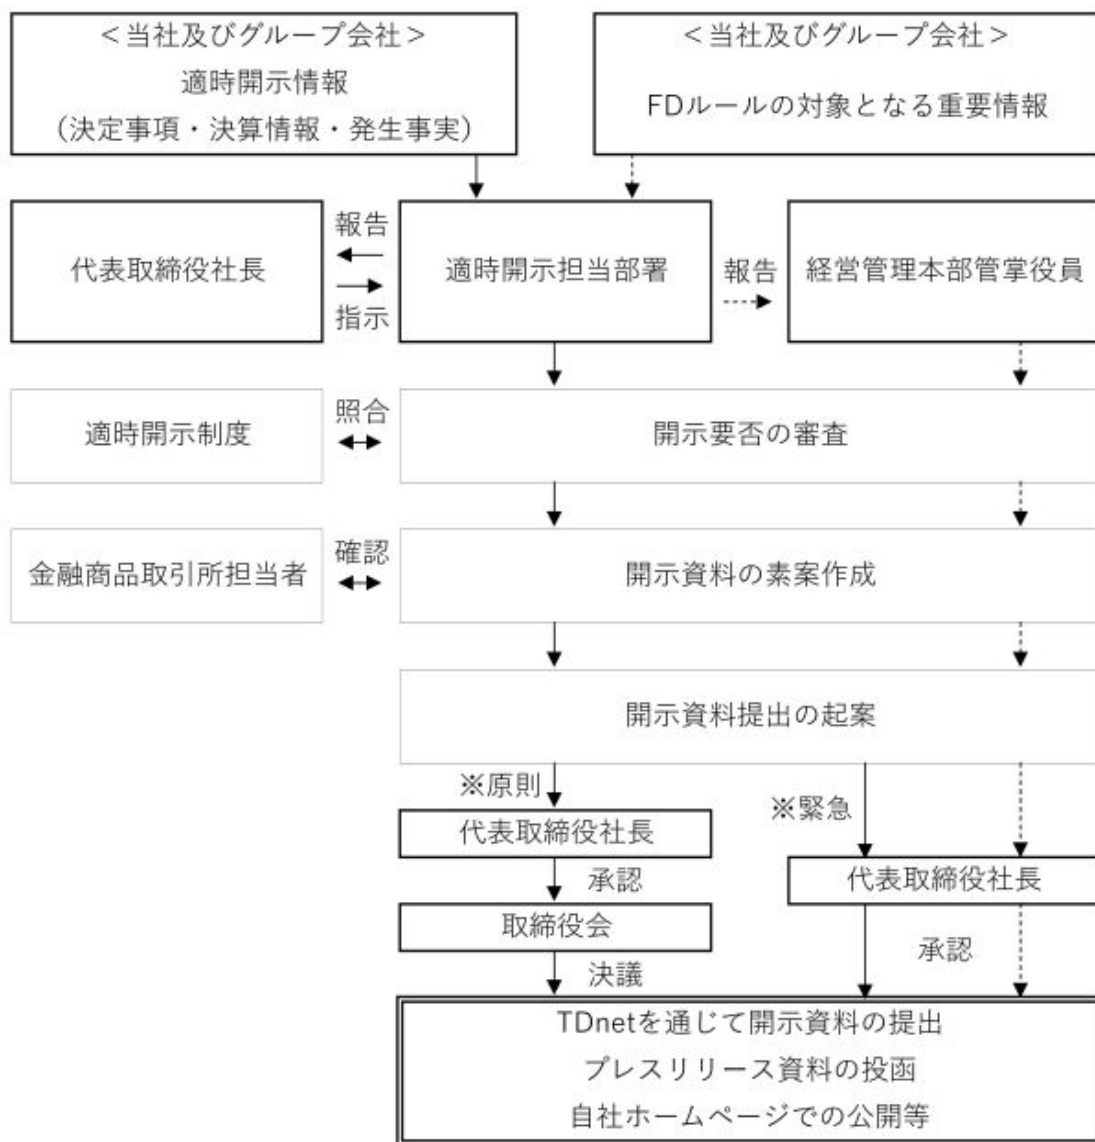 ＜当社及びグループ会社＞
適時開示情報
（決定事項・決算情報・発生事実）
＜当社及びグループ会社＞
FDルールの対象となる重要情報
代表取締役社長
報告
指示
適時開示担当部署
報告
経営管理本部管掌役員
適時開示制度
照合
開示要否の審査
金融商品取引所担当者
確認
開示資料の素案作成
開示資料提出の起案
※原則
※緊急
代表取締役社長
承認
代表取締役社長
取締役会
承認
決議
TDnetを通じて開示資料の提出
プレスリリース資料の投函
自社ホームページでの公開等